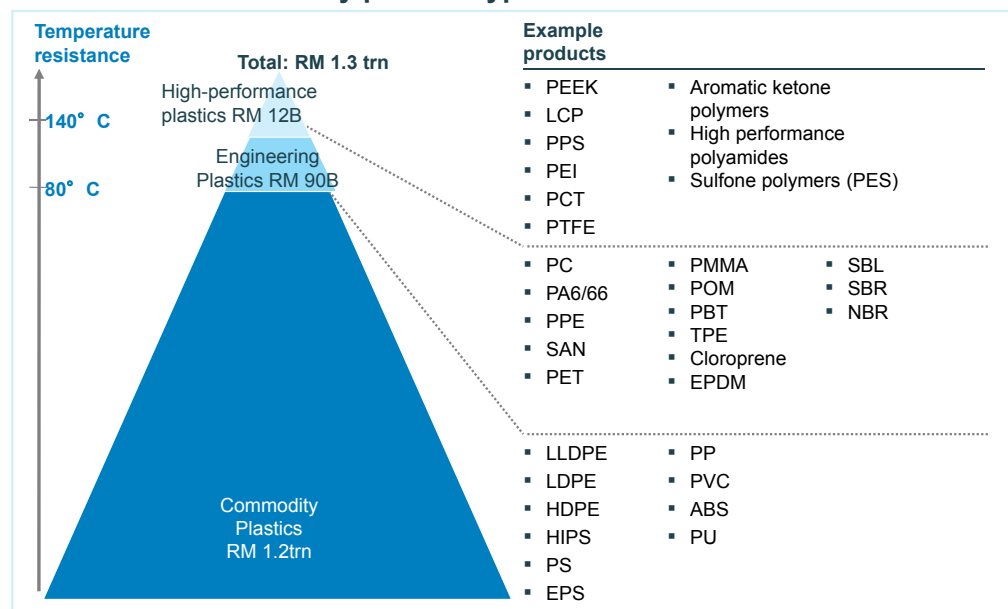 Temperature
resistance
140° C
80° C
Total: RM 1.3 trn
High-performance
plastics RM 12B
Engineering
Plastics RM 90B
Commodity
Plastics
RM 1.2trn
Example
products
▪ PEEK
▪ LCP
▪ PPS
▪ PEI
▪ PCT
▪ PTFE
▪ Aromatic ketone
polymers
▪ High performance
polyamides
▪ Sulfone polymers (PES)
▪ PC
▪ PA6/66
▪ PPE
▪ SAN
▪ PET
▪ PMMA
▪ POM
▪ PBT
▪ TPE
▪ Cloroprene
▪ EPDM
▪ SBL
▪ SBR
▪ NBR
▪ LLDPE
▪ LDPE
▪ HDPE
▪ HIPS
▪ PS
▪ EPS
▪ PP
▪ PVC
▪ ABS
▪ PU